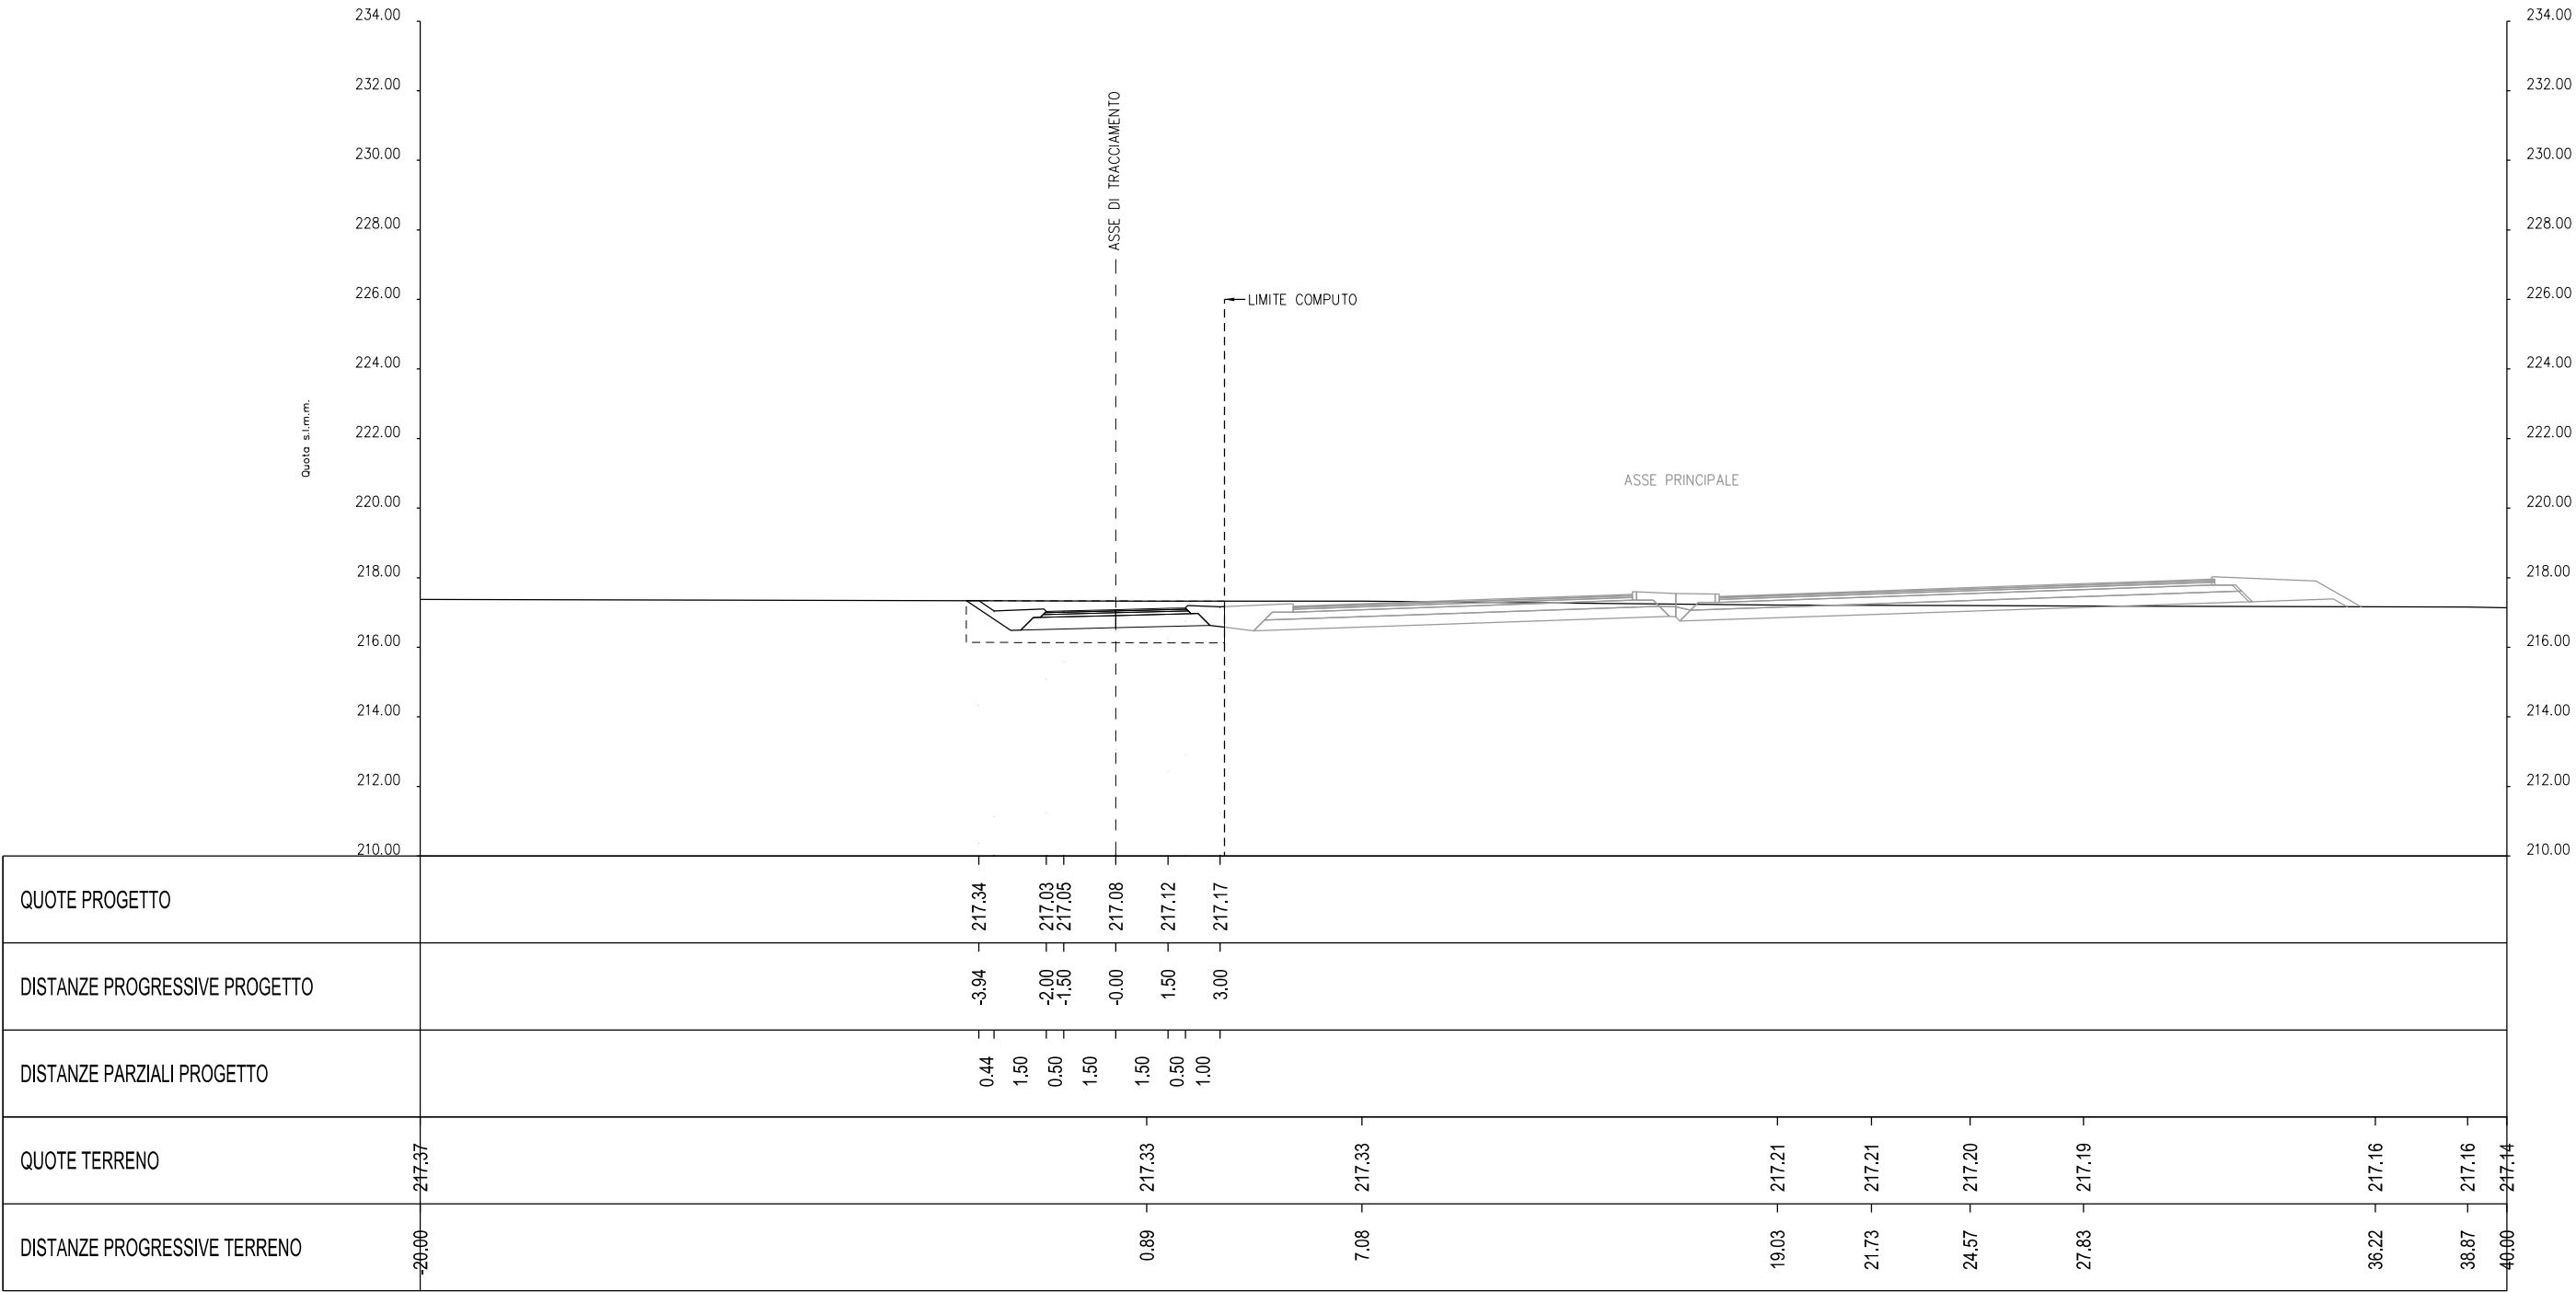 234.00 234.00
232.00 232.00
230.00 230.00
228.00 228.00
226.00 226.00
224.00 224.00
222.00 222.00
220.00 220.00
218.00 218.00
216.00 216.00
214.00 214.00
212.00 212.00
210.00 210.00
Quota s.l.m.m.
ASSE DI TRACCIAMENTO
LIMITE COMPUTO
ASSE PRINCIPALE
QUOTE PROGETTO 217.34 217.03 217.05 217.08 217.12 217.17
DISTANZE PROGRESSIVE PROGETTO -3.94 -2.00 -1.50 -0.00 1.50 3.00
DISTANZE PARZIALI PROGETTO 0.44 1.50 0.50 1.50 1.50 0.50 1.00
QUOTE TERRENO 217.37 217.33 217.33 217.21 217.21 217.20 217.19 217.16 217.16 217.14
DISTANZE PROGRESSIVE TERRENO -20.00 0.89 7.08 19.03 21.73 24.57 27.83 36.22 38.87 40.00